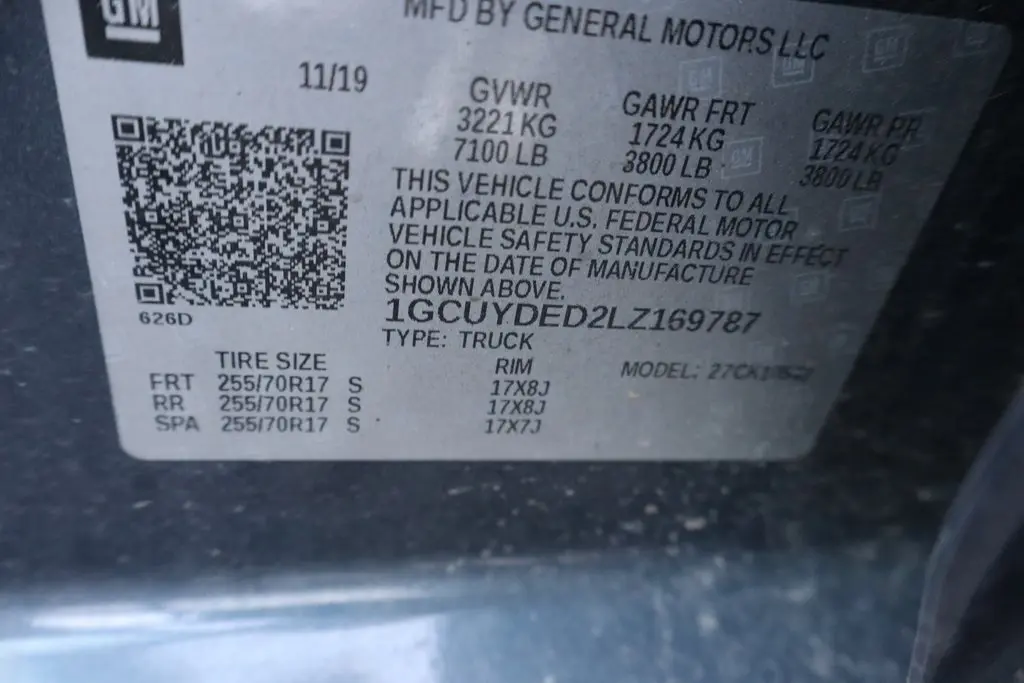 GM
MFD BY GENERAL MOTORS LLC
11/19
GVWR
3221 KG
7100 LB
GAWR FRT
1724 KG
3800 LB
GAWR RR
1724 KG
3800 LB
THIS VEHICLE CONFORMS TO ALL
APPLICABLE U.S. FEDERAL MOTOR
VEHICLE SAFETY STANDARDS IN EFFECT
ON THE DATE OF MANUFACTURE
SHOWN ABOVE.
1GCUYDED2LZ169787
TYPE: TRUCK
626D
TIRE SIZE RIM MODEL:
FRT 255/70R17 S 17X8J
RR 255/70R17 S 17X8J
SPA 255/70R17 S 17X7J